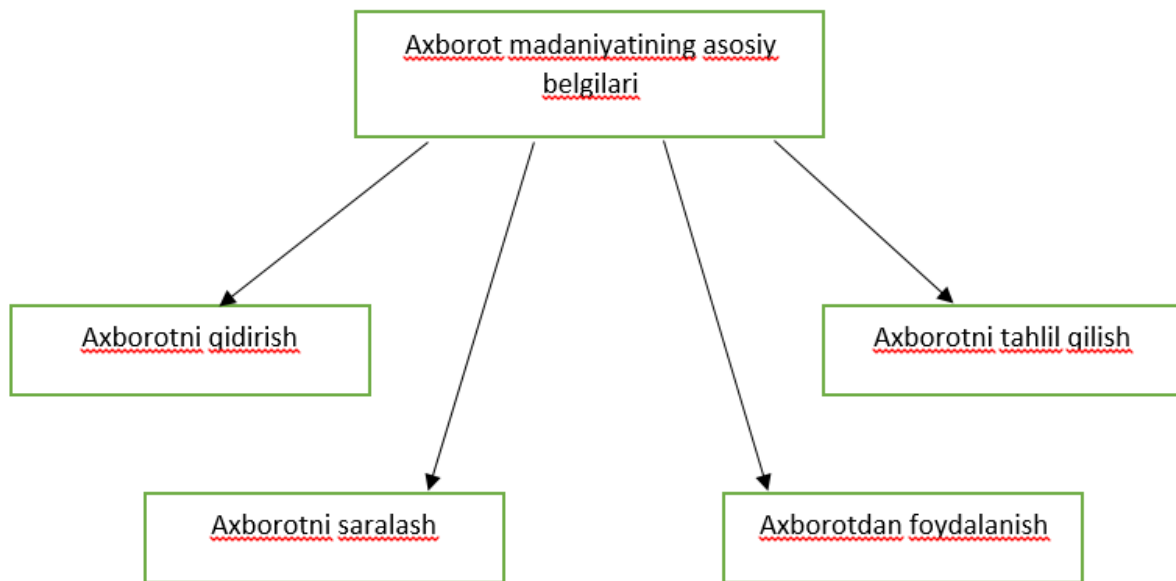 Axborot madaniyatining asosiy
belgilari
Axborotni qidirish
Axborotni tahlil qilish
Axborotni saralash
Axborotdan foydalanish